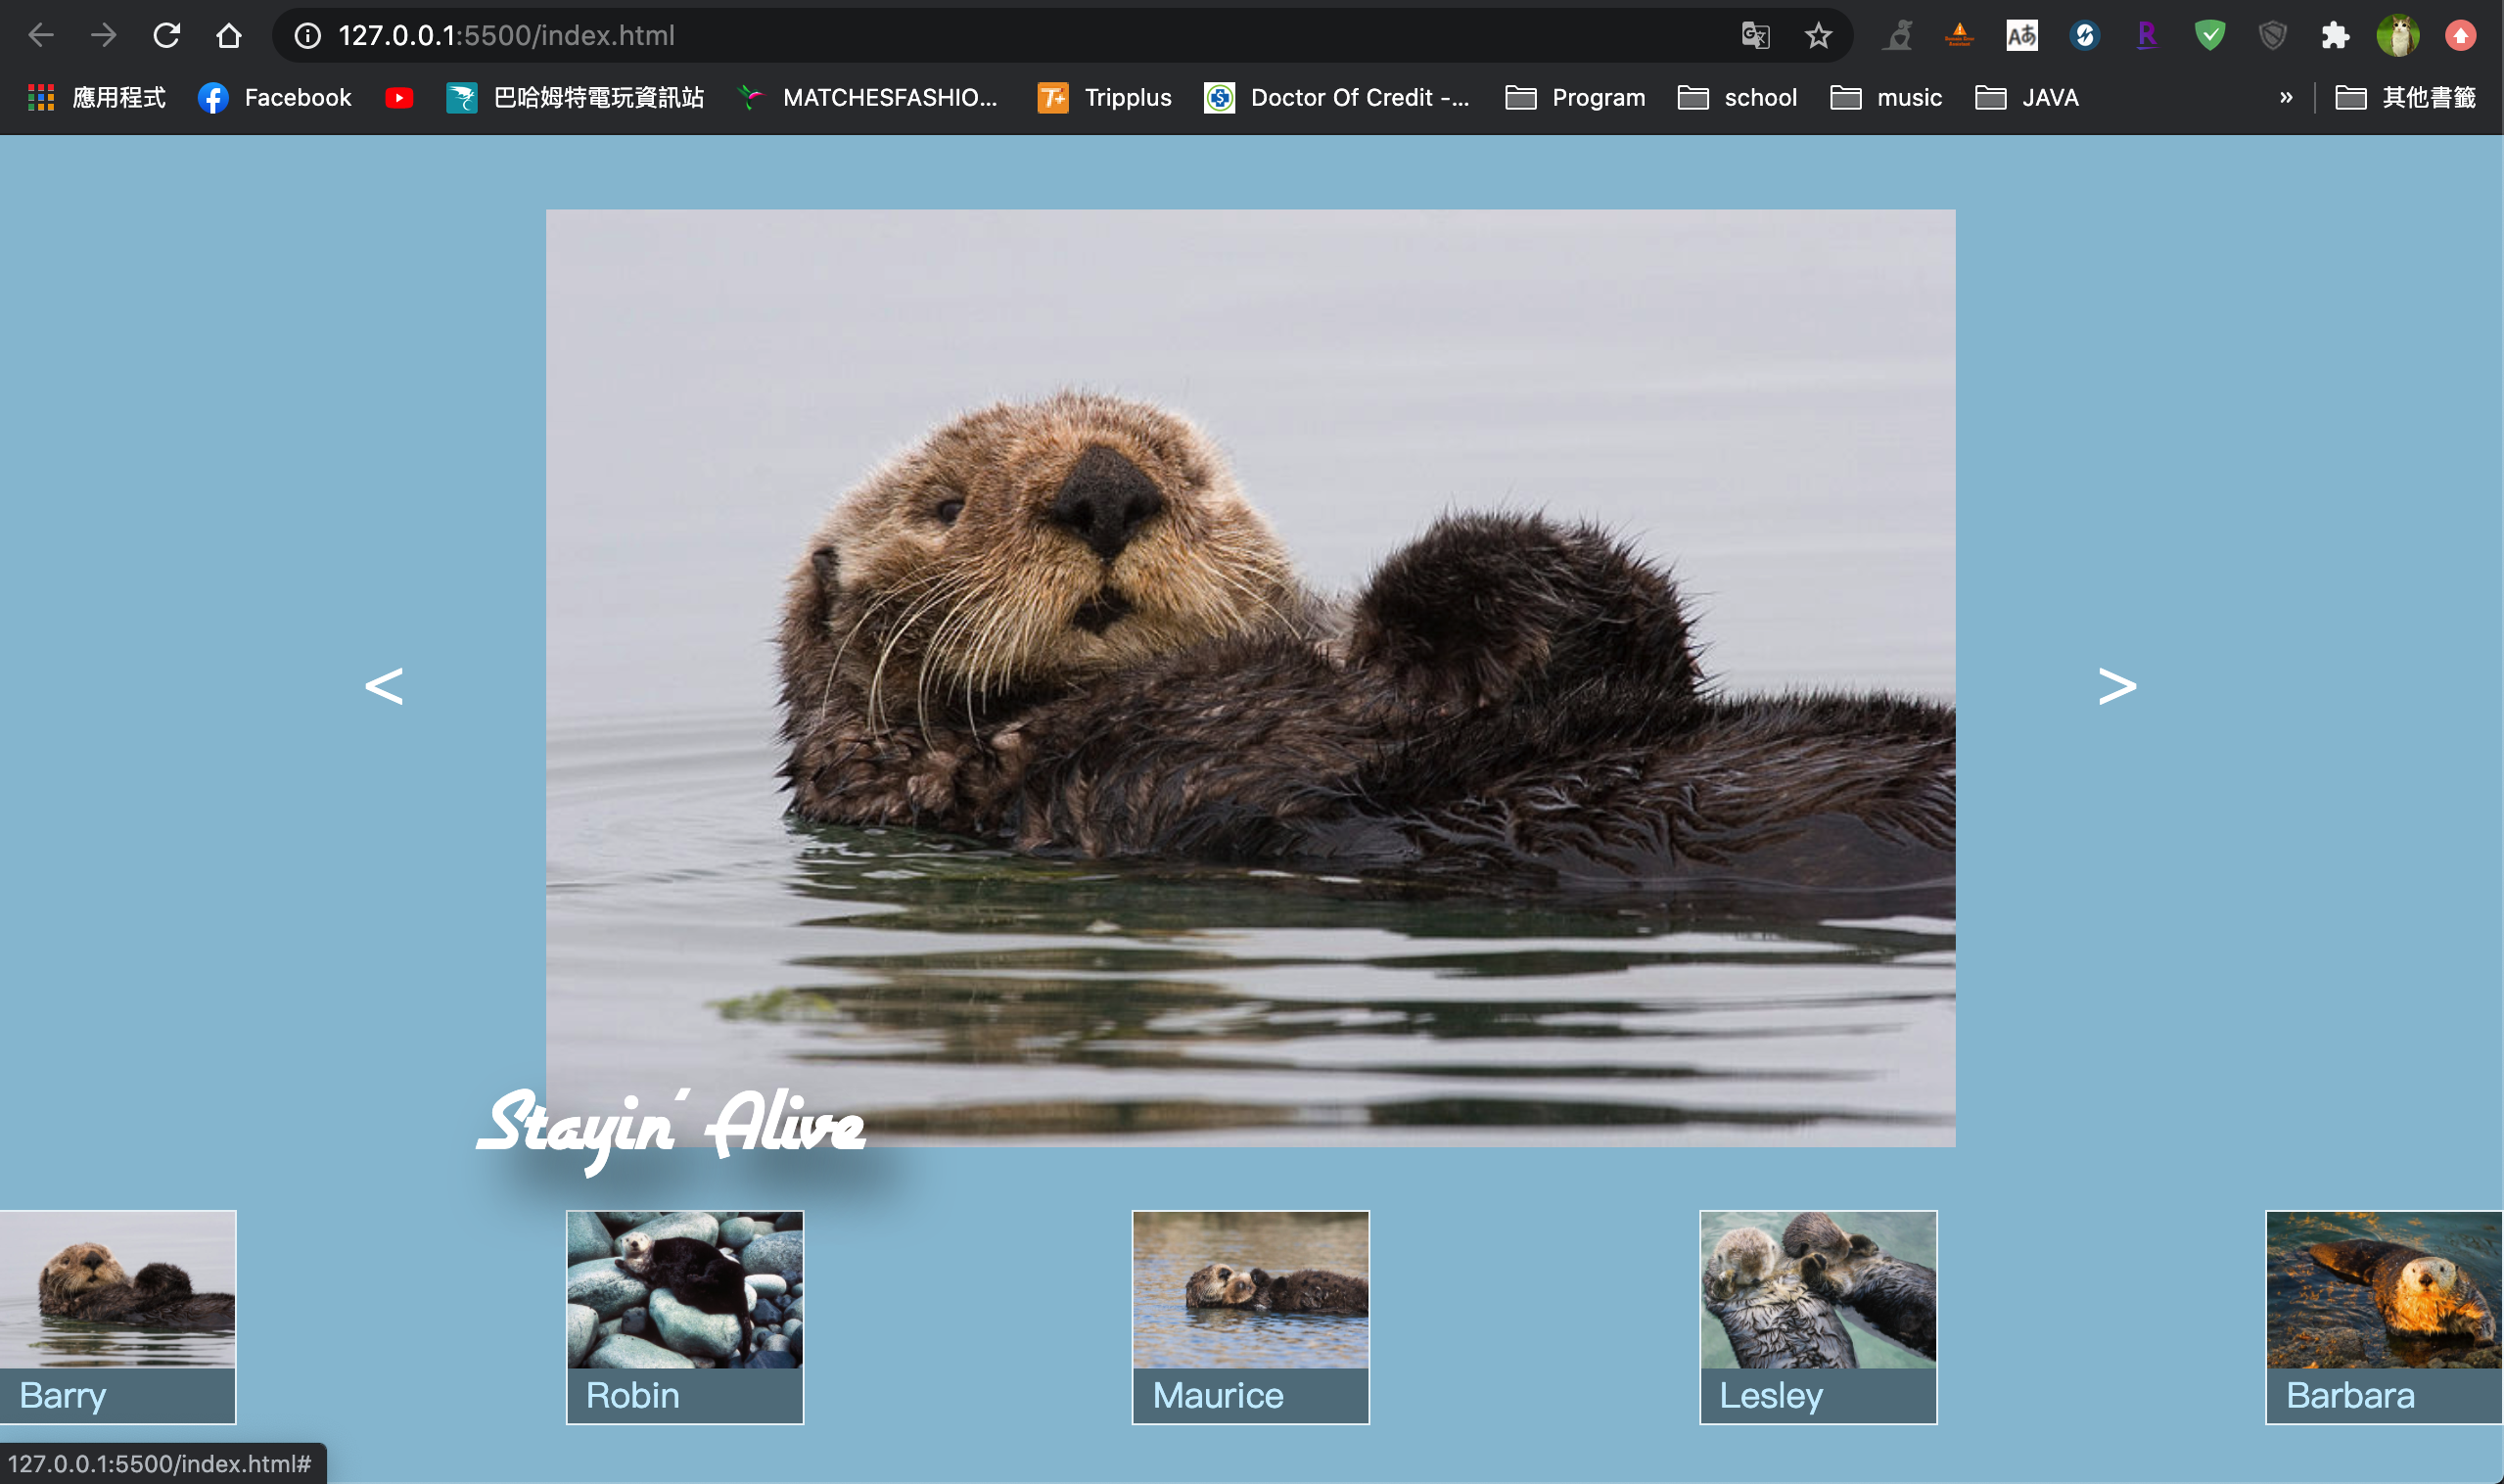 127.0.0.1:5500/index.html
應用程式 Facebook 巴哈姆特電玩資訊站 MATCHESFASHIO... Tripplus Doctor Of Credit -... Program school music JAVA » 其他書籤
< >
Stayin' Alive
Barry Robin Maurice Lesley Barbara
127.0.0.1:5500/index.html#